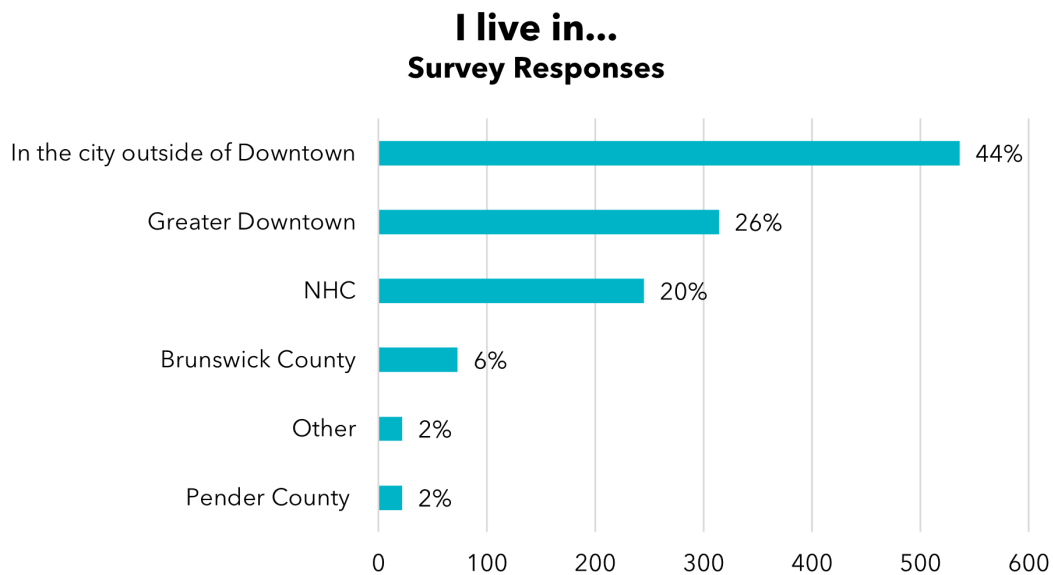 I live in...
Survey Responses
In the city outside of Downtown 44%
Greater Downtown 26%
NHC 20%
Brunswick County 6%
Other 2%
Pender County 2%
0 100 200 300 400 500 600